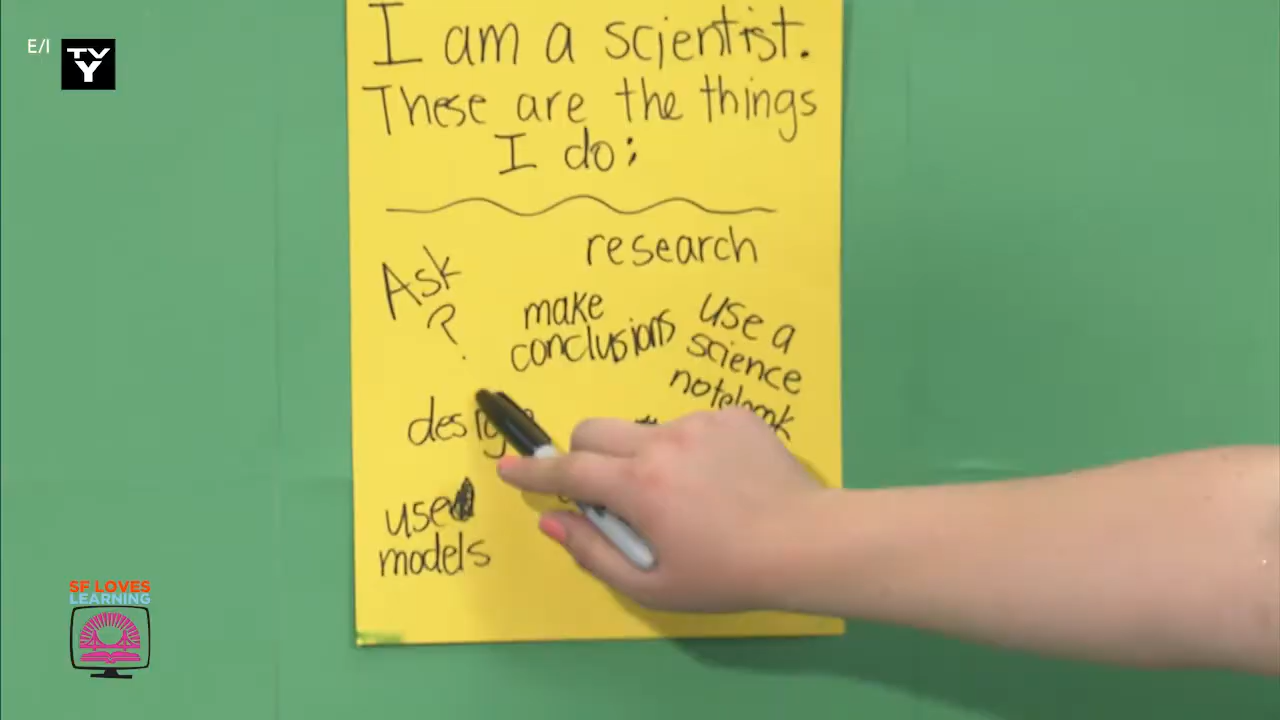 E/I
TV
Y
I am a scientist.
These are the things
I do:
research
Ask
?
make
conclusions
use a
science
notebook
use
models
SF LOVES
LEARNING